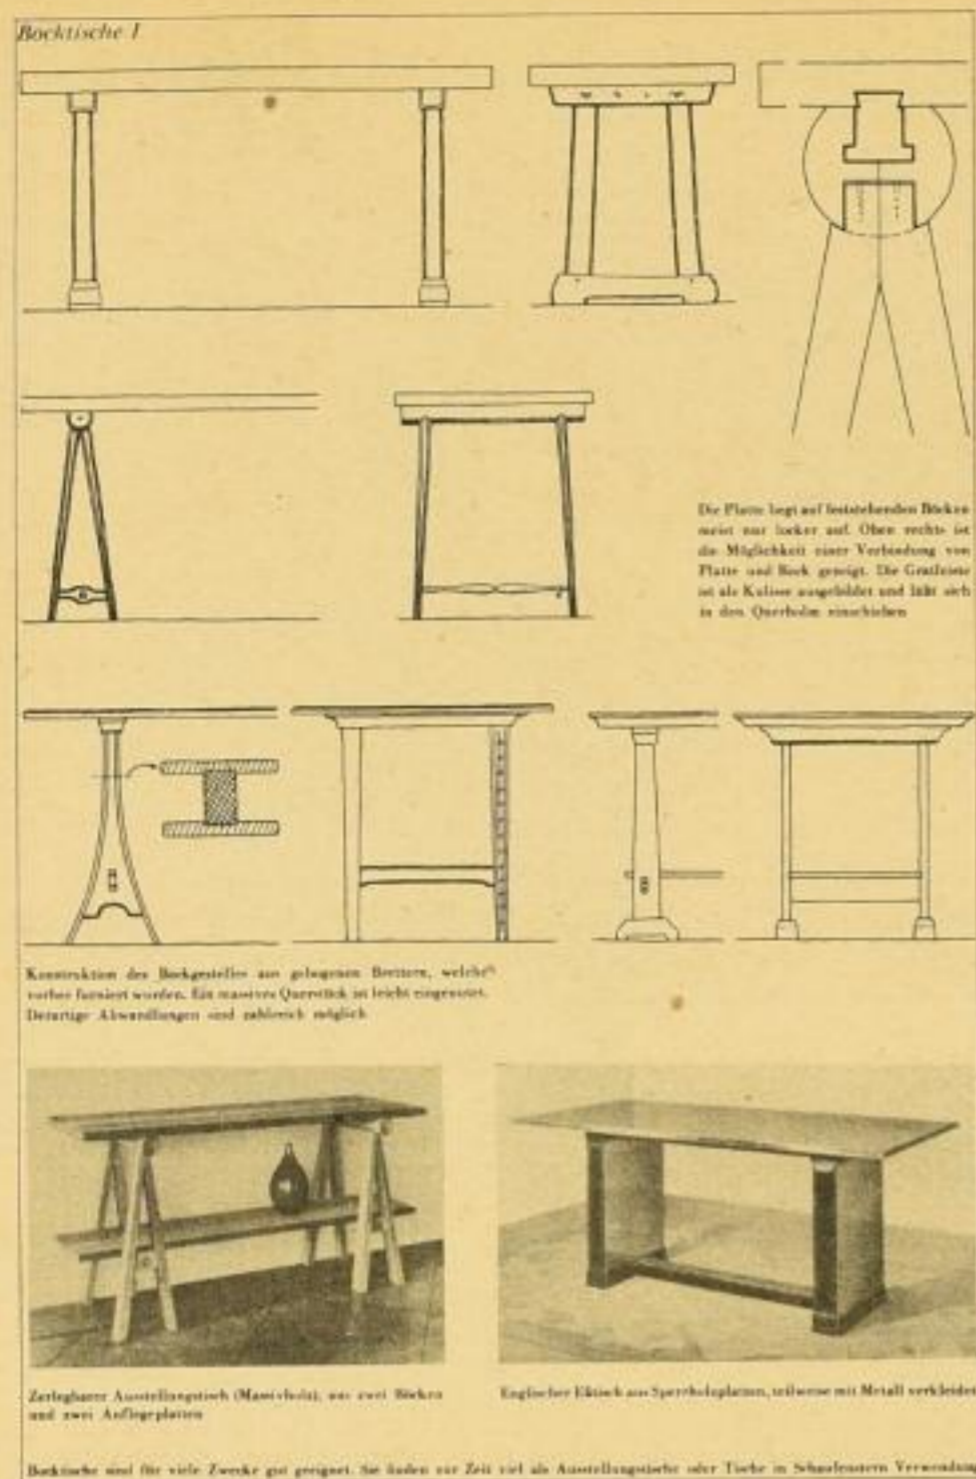 Bocktische I
Die Platte liegt auf feststehenden Böcken
meist nur locker auf. Oben rechts ist
die Möglichkeit einer Verbindung von
Platte und Bock gezeigt. Die Gratleiste
ist als Kulisse ausgebildet und läßt sich
in den Querholm einschieben
Konstruktion des Bockgestelles aus gebogenen Brettern, welche
vorher furniert wurden. Ein massives Querstück ist leicht eingenutet.
Derartige Abwandlungen sind zahlreich möglich
Zerlegbarer Ausstellungstisch (Massivholz), aus zwei Böcken
und zwei Auflegeplatten
Englischer Eßtisch aus Sperrholzplatten, teilweise mit Metall verkleidet
Bocktische sind für viele Zwecke gut geeignet. Sie finden zur Zeit viel als Ausstellungstische oder Tische in Schaufenstern Verwendung